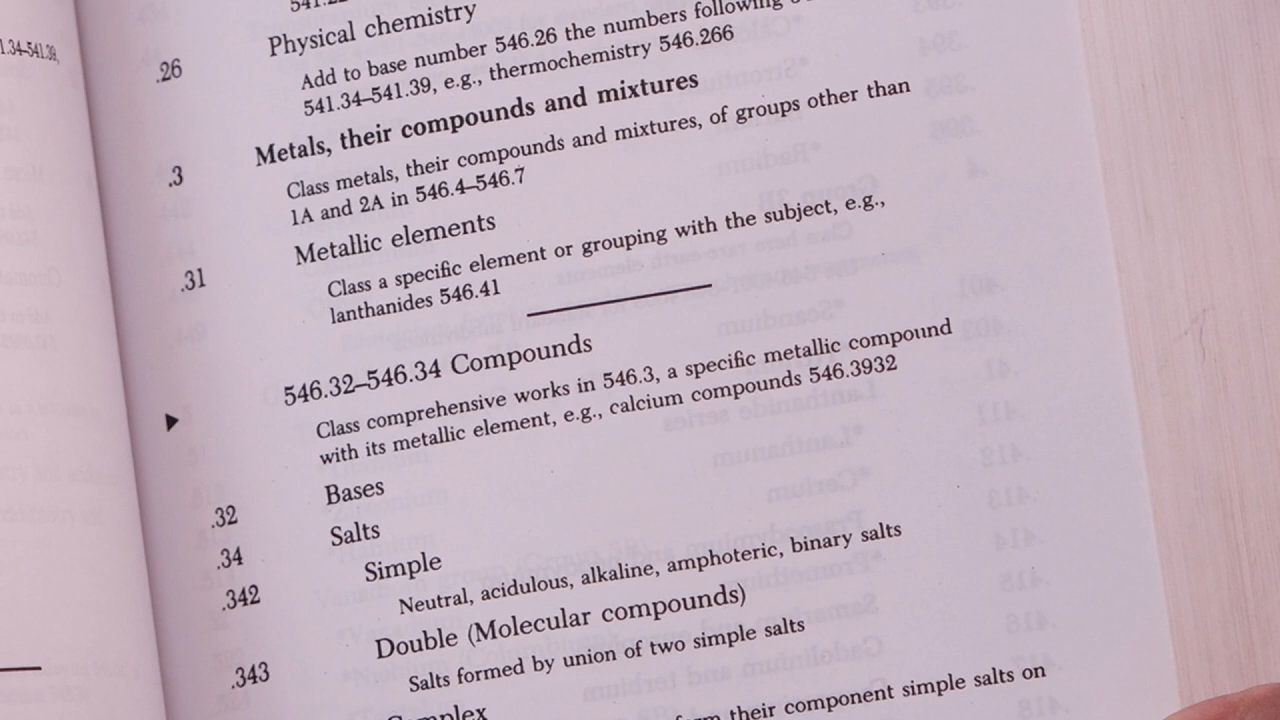 1.34–541.39,
.26 Physical chemistry
Add to base number 546.26 the numbers following
541.34–541.39, e.g., thermochemistry 546.266
.3 Metals, their compounds and mixtures
Class metals, their compounds and mixtures, of groups other than
1A and 2A in 546.4–546.7
.31 Metallic elements
Class a specific element or grouping with the subject, e.g.,
lanthanides 546.41
▶ 546.32–546.34 Compounds
Class comprehensive works in 546.3, a specific metallic compound
with its metallic element, e.g., calcium compounds 546.3932
.32 Bases
.34 Salts
.342 Simple
Neutral, acidulous, alkaline, amphoteric, binary salts
.343 Double (Molecular compounds)
Salts formed by union of two simple salts
Complex
their component simple salts on